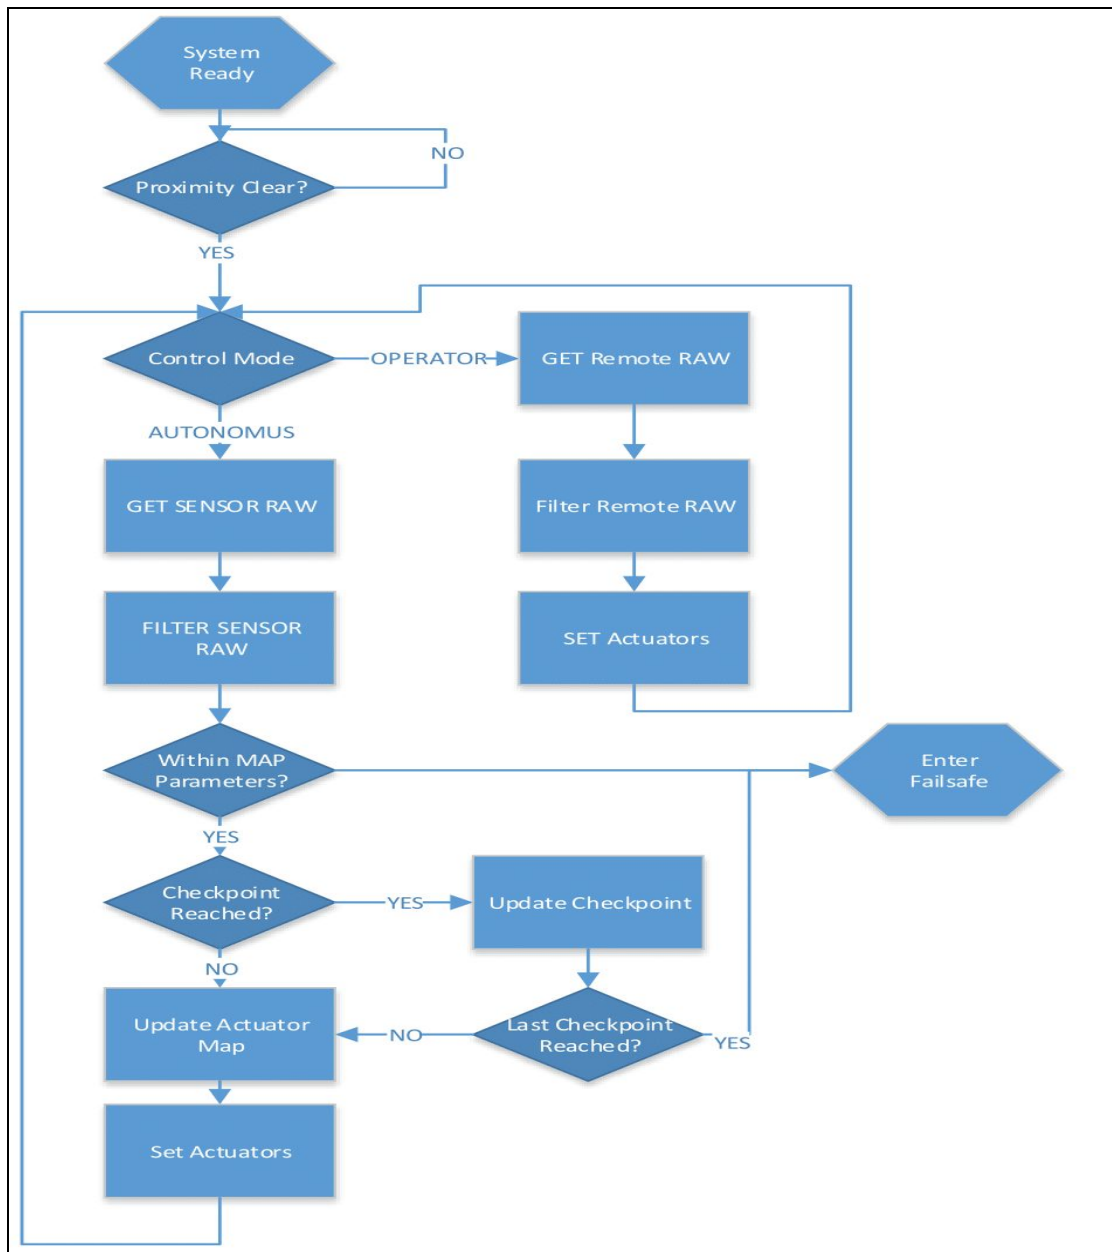 System
Ready
NO
Proximity Clear?
YES
Control Mode
OPERATOR
GET Remote RAW
AUTONOMUS
GET SENSOR RAW
Filter Remote RAW
FILTER SENSOR
RAW
SET Actuators
Within MAP
Parameters?
Enter
Failsafe
YES
Checkpoint
Reached?
YES
Update Checkpoint
NO
Update Actuator
Map
NO
Last Checkpoint
Reached?
YES
Set Actuators